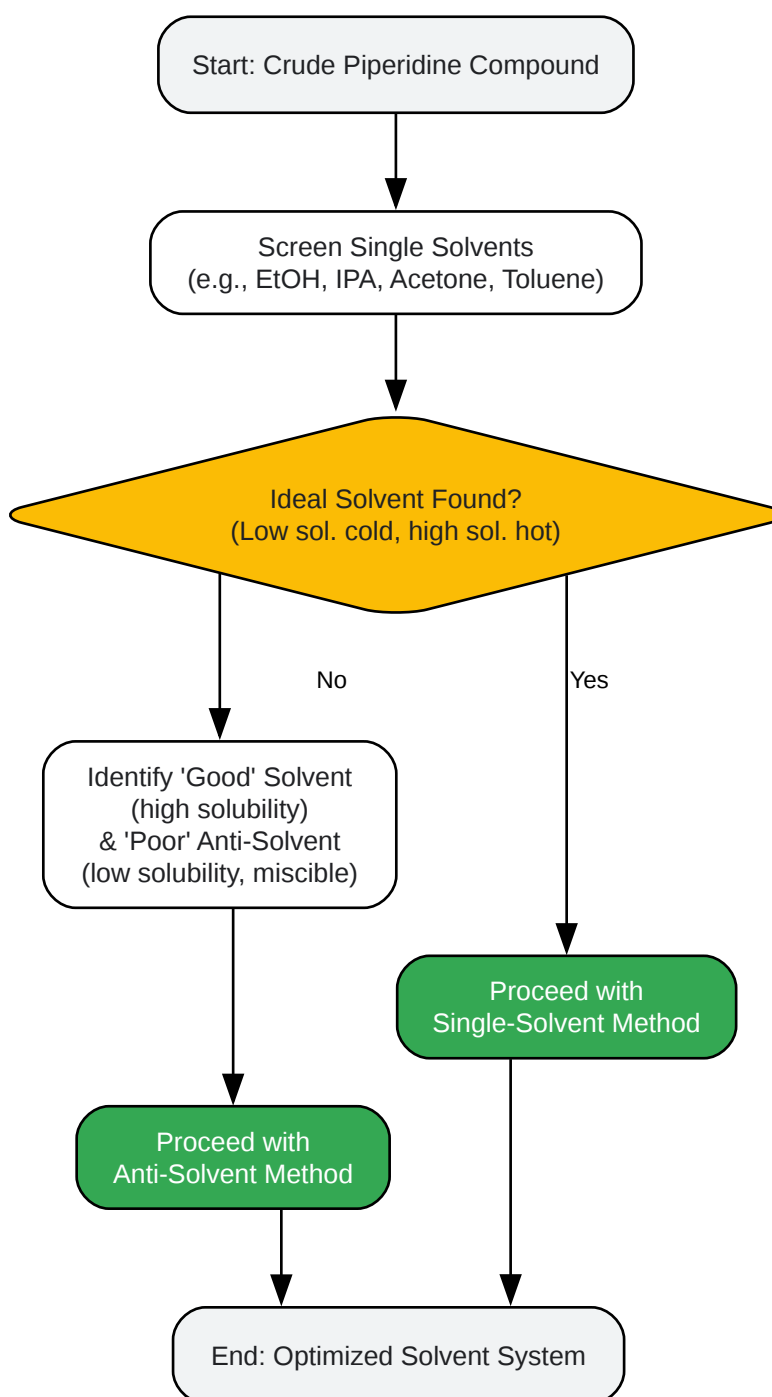 Start: Crude Piperidine Compound
Screen Single Solvents
(e.g., EtOH, IPA, Acetone, Toluene)
Ideal Solvent Found?
(Low sol. cold, high sol. hot)
No
Yes
Identify 'Good' Solvent
(high solubility)
& 'Poor' Anti-Solvent
(low solubility, miscible)
Proceed with
Single-Solvent Method
Proceed with
Anti-Solvent Method
End: Optimized Solvent System